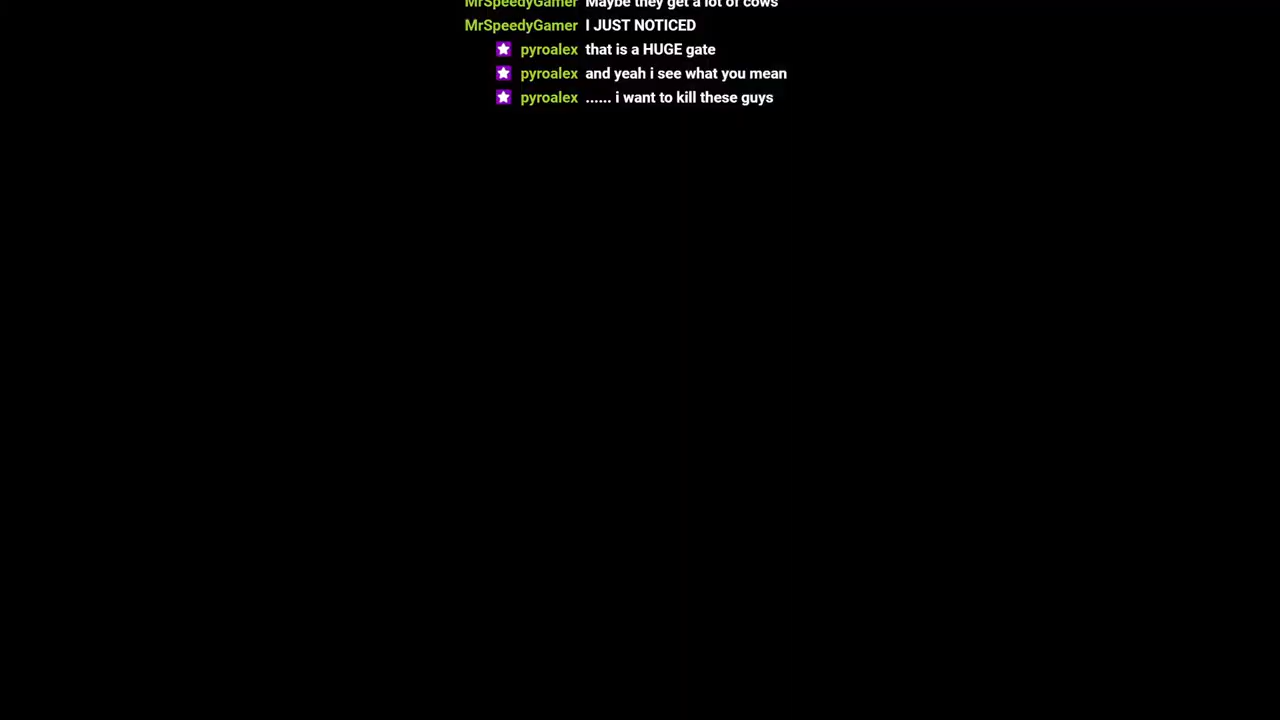 MrSpeedyGamer Maybe they get a lot of cows
MrSpeedyGamer I JUST NOTICED
pyroalex that is a HUGE gate
pyroalex and yeah i see what you mean
pyroalex ...... i want to kill these guys